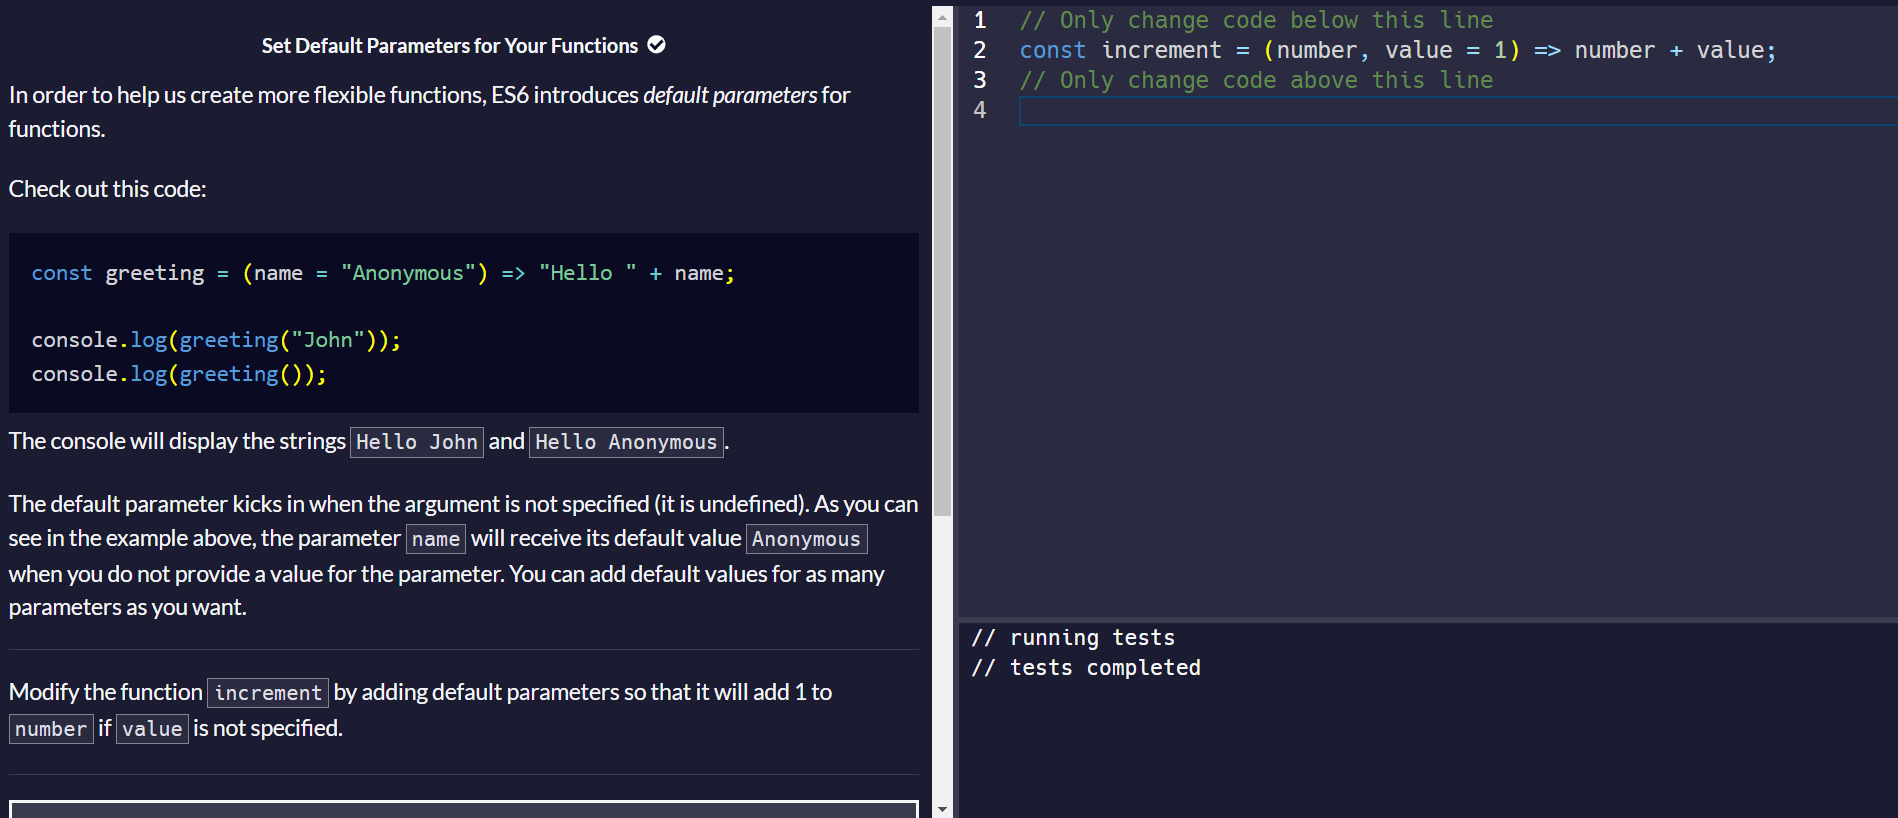 Set Default Parameters for Your Functions
In order to help us create more flexible functions, ES6 introduces default parameters for
functions.
Check out this code:
const greeting = (name = "Anonymous") => "Hello " + name;
console.log(greeting("John"));
console.log(greeting());
The console will display the strings Hello John and Hello Anonymous.
The default parameter kicks in when the argument is not specified (it is undefined). As you can
see in the example above, the parameter name will receive its default value Anonymous
when you do not provide a value for the parameter. You can add default values for as many
parameters as you want.
Modify the function increment by adding default parameters so that it will add 1 to
number if value is not specified.
1 // Only change code below this line
2 const increment = (number, value = 1) => number + value;
3 // Only change code above this line
4
// running tests
// tests completed